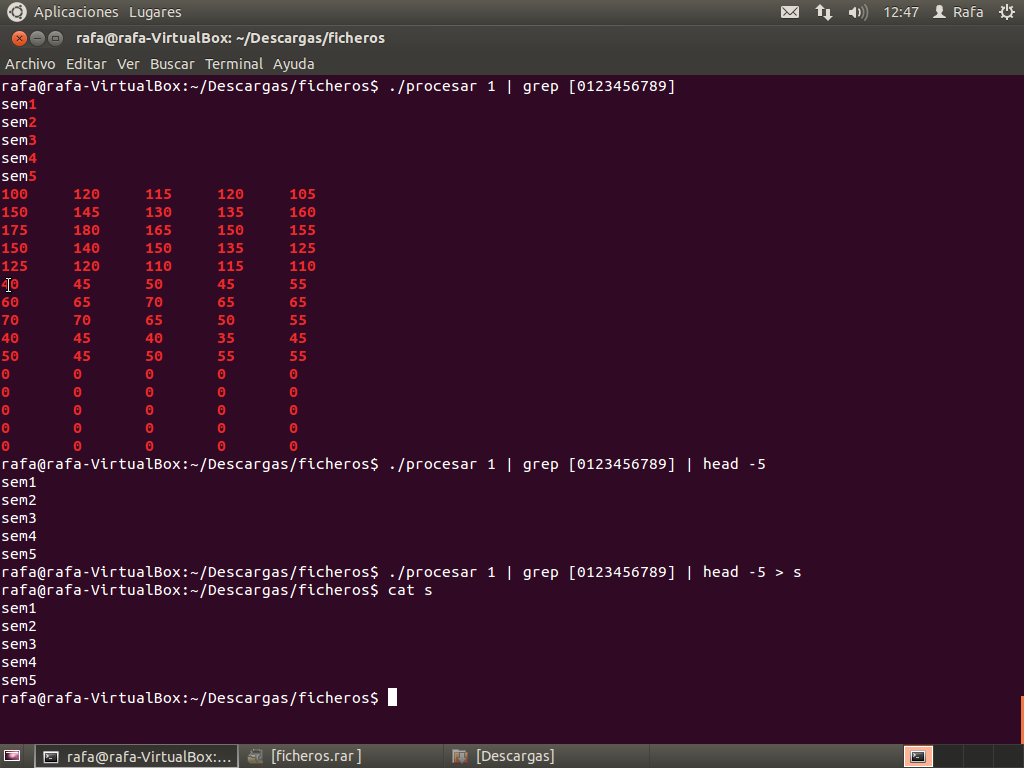 Aplicaciones Lugares 12:47 Rafa
rafa@rafa-VirtualBox: ~/Descargas/ficheros
Archivo Editar Ver Buscar Terminal Ayuda
rafa@rafa-VirtualBox:~/Descargas/ficheros$ ./procesar 1 | grep [0123456789]
sem1
sem2
sem3
sem4
sem5
100 120 115 120 105
150 145 130 135 160
175 180 165 150 155
150 140 150 135 125
125 120 110 115 110
40 45 50 45 55
60 65 70 65 65
70 70 65 50 55
40 45 40 35 45
50 45 50 55 55
0 0 0 0 0
0 0 0 0 0
0 0 0 0 0
0 0 0 0 0
0 0 0 0 0
rafa@rafa-VirtualBox:~/Descargas/ficheros$ ./procesar 1 | grep [0123456789] | head -5
sem1
sem2
sem3
sem4
sem5
rafa@rafa-VirtualBox:~/Descargas/ficheros$ ./procesar 1 | grep [0123456789] | head -5 > s
rafa@rafa-VirtualBox:~/Descargas/ficheros$ cat s
sem1
sem2
sem3
sem4
sem5
rafa@rafa-VirtualBox:~/Descargas/ficheros$
rafa@rafa-VirtualBox:... [ficheros.rar ] [Descargas]